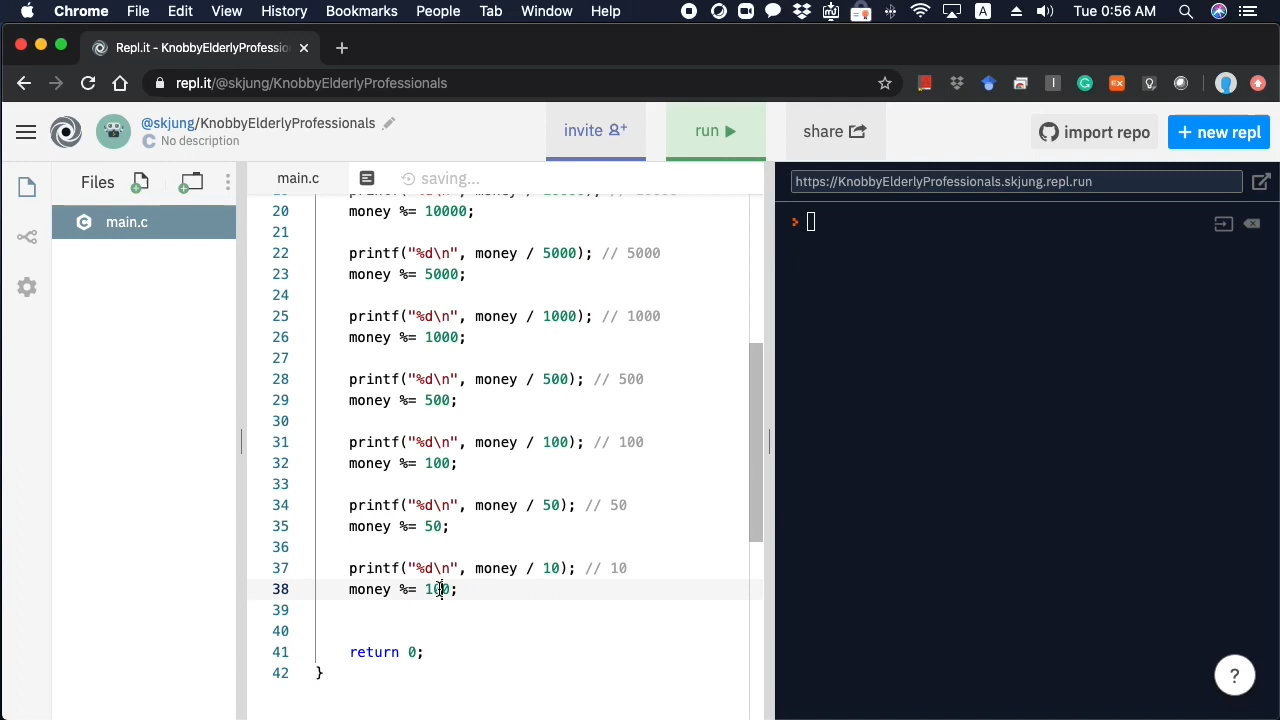 Chrome File Edit View History Bookmarks People Tab Window Help A Tue 0:56 AM
Repl.it - KnobbyElderlyProfessio
repl.it/@skjung/KnobbyElderlyProfessionals
@skjung/KnobbyElderlyProfessionals
No description
invite
run
share
import repo
+ new repl
Files
main.c
main.c
saving...
https://KnobbyElderlyProfessionals.skjung.repl.run
20 money %= 10000;
21
22 printf("%d\n", money / 5000); // 5000
23 money %= 5000;
24
25 printf("%d\n", money / 1000); // 1000
26 money %= 1000;
27
28 printf("%d\n", money / 500); // 500
29 money %= 500;
30
31 printf("%d\n", money / 100); // 100
32 money %= 100;
33
34 printf("%d\n", money / 50); // 50
35 money %= 50;
36
37 printf("%d\n", money / 10); // 10
38 money %= 100;
39
40
41 return 0;
42 }
?